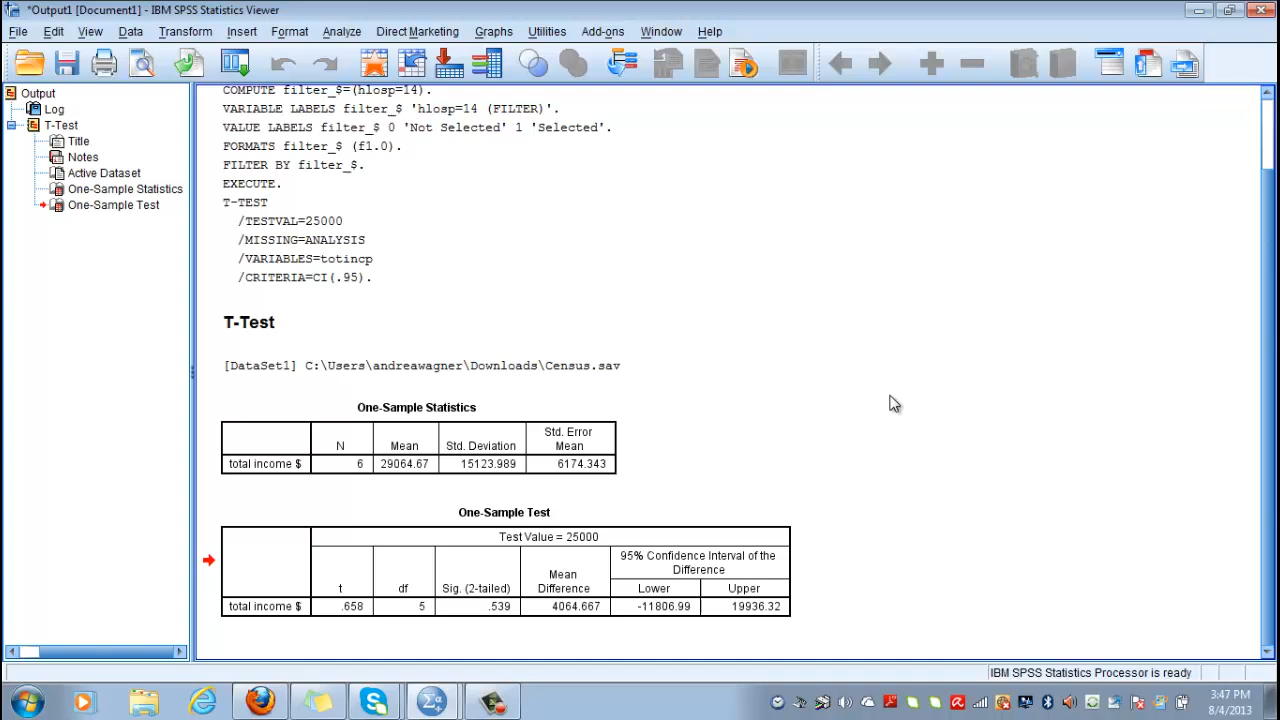 *Output1 [Document1] - IBM SPSS Statistics Viewer
File Edit View Data Transform Insert Format Analyze Direct Marketing Graphs Utilities Add-ons Window Help
Output
Log
T-Test
Title
Notes
Active Dataset
One-Sample Statistics
One-Sample Test
COMPUTE filter_$=(hlosp=14).
VARIABLE LABELS filter_$ 'hlosp=14 (FILTER)'.
VALUE LABELS filter_$ 0 'Not Selected' 1 'Selected'.
FORMATS filter_$ (f1.0).
FILTER BY filter_$.
EXECUTE.
T-TEST
/TESTVAL=25000
/MISSING=ANALYSIS
/VARIABLES=totincp
/CRITERIA=CI(.95).
T-Test
[DataSet1] C:\Users\andreawagner\Downloads\Census.sav
One-Sample Statistics
N Mean Std. Deviation Std. Error Mean
total income $ 6 29064.67 15123.989 6174.343
One-Sample Test
Test Value = 25000
t df Sig. (2-tailed) Mean Difference 95% Confidence Interval of the Difference
Lower Upper
total income $ .658 5 .539 4064.667 -11806.99 19936.32
IBM SPSS Statistics Processor is ready
3:47 PM
8/4/2013